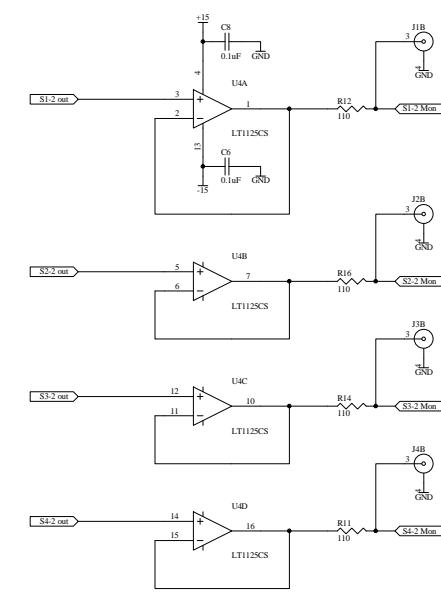 +15
J1B
C8
3
0.1uF
GND
4
4
GND
U4A
S1-2 out
3
1
R12
2
110
S1-2 Mon
LT1125CS
13
C6
0.1uF
GND
-15
J2B
3
4
GND
U4B
S2-2 out
5
7
R16
6
110
S2-2 Mon
LT1125CS
J3B
3
4
GND
U4C
S3-2 out
12
10
R14
11
110
S3-2 Mon
LT1125CS
J4B
3
4
GND
U4D
S4-2 out
14
16
R11
15
110
S4-2 Mon
LT1125CS